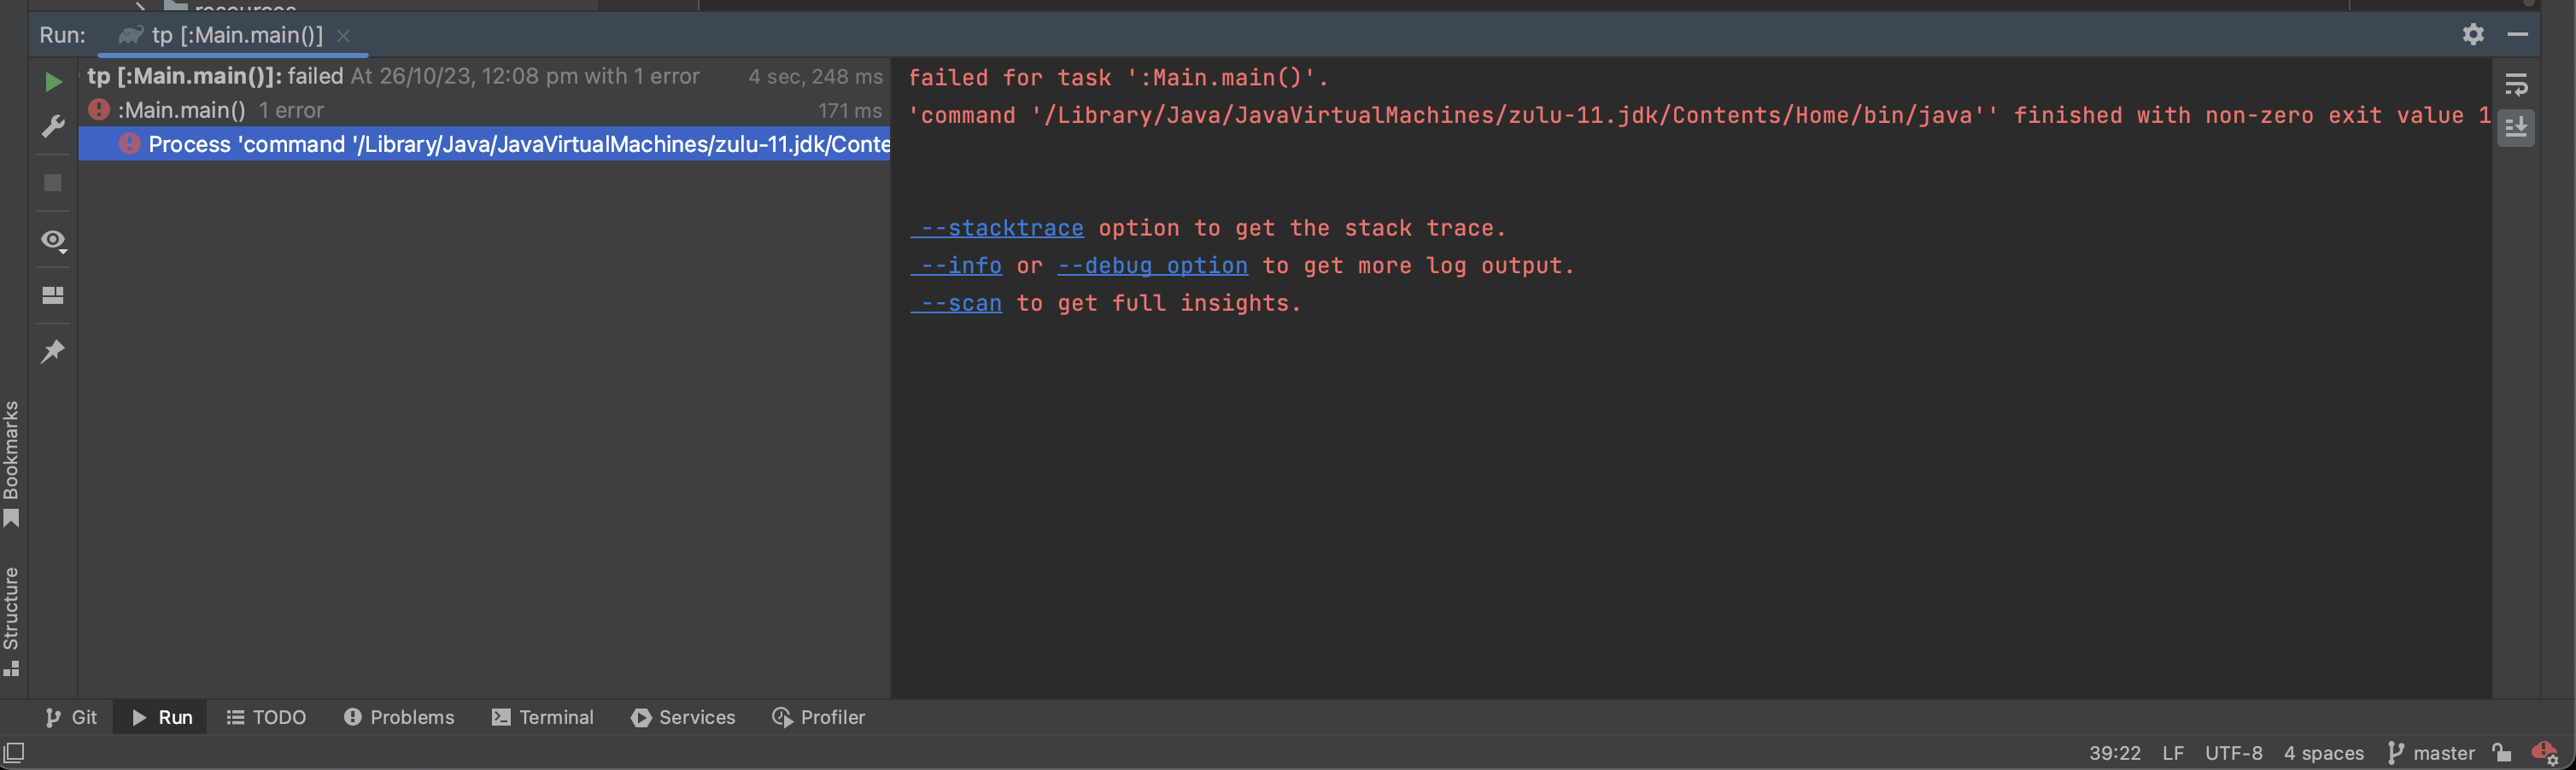 resources
Run: tp [:Main.main()]
tp [:Main.main()]: failed At 26/10/23, 12:08 pm with 1 error 4 sec, 248 ms
:Main.main() 1 error 171 ms
Process 'command '/Library/Java/JavaVirtualMachines/zulu-11.jdk/Conte
failed for task ':Main.main()'.
'command '/Library/Java/JavaVirtualMachines/zulu-11.jdk/Contents/Home/bin/java'' finished with non-zero exit value 1
--stacktrace option to get the stack trace.
--info or --debug option to get more log output.
--scan to get full insights.
Bookmarks
Structure
Git Run TODO Problems Terminal Services Profiler
39:22 LF UTF-8 4 spaces master